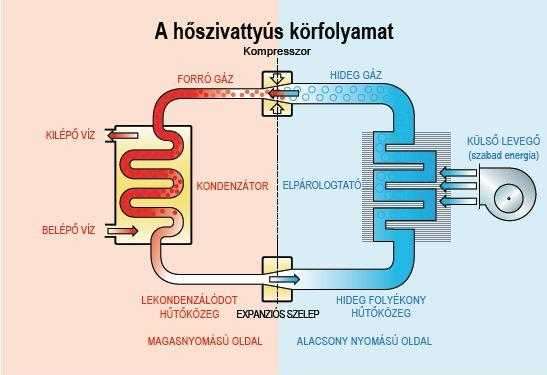 A hőszivattyús körfolyamat
Kompresszor
FORRÓ GÁZ
HIDEG GÁZ
KILÉPŐ VÍZ
KÜLSŐ LEVEGŐ
(szabad energia)
KONDENZÁTOR
ELPÁROLOGTATÓ
BELÉPŐ VÍZ
LEKONDENZÁLÓDOT
HŰTŐKÖZEG
EXPANZIÓS SZELEP
HIDEG FOLYÉKONY
HŰTŐKÖZEG
MAGASNYOMÁSÚ OLDAL
ALACSONY NYOMÁSÚ OLDAL